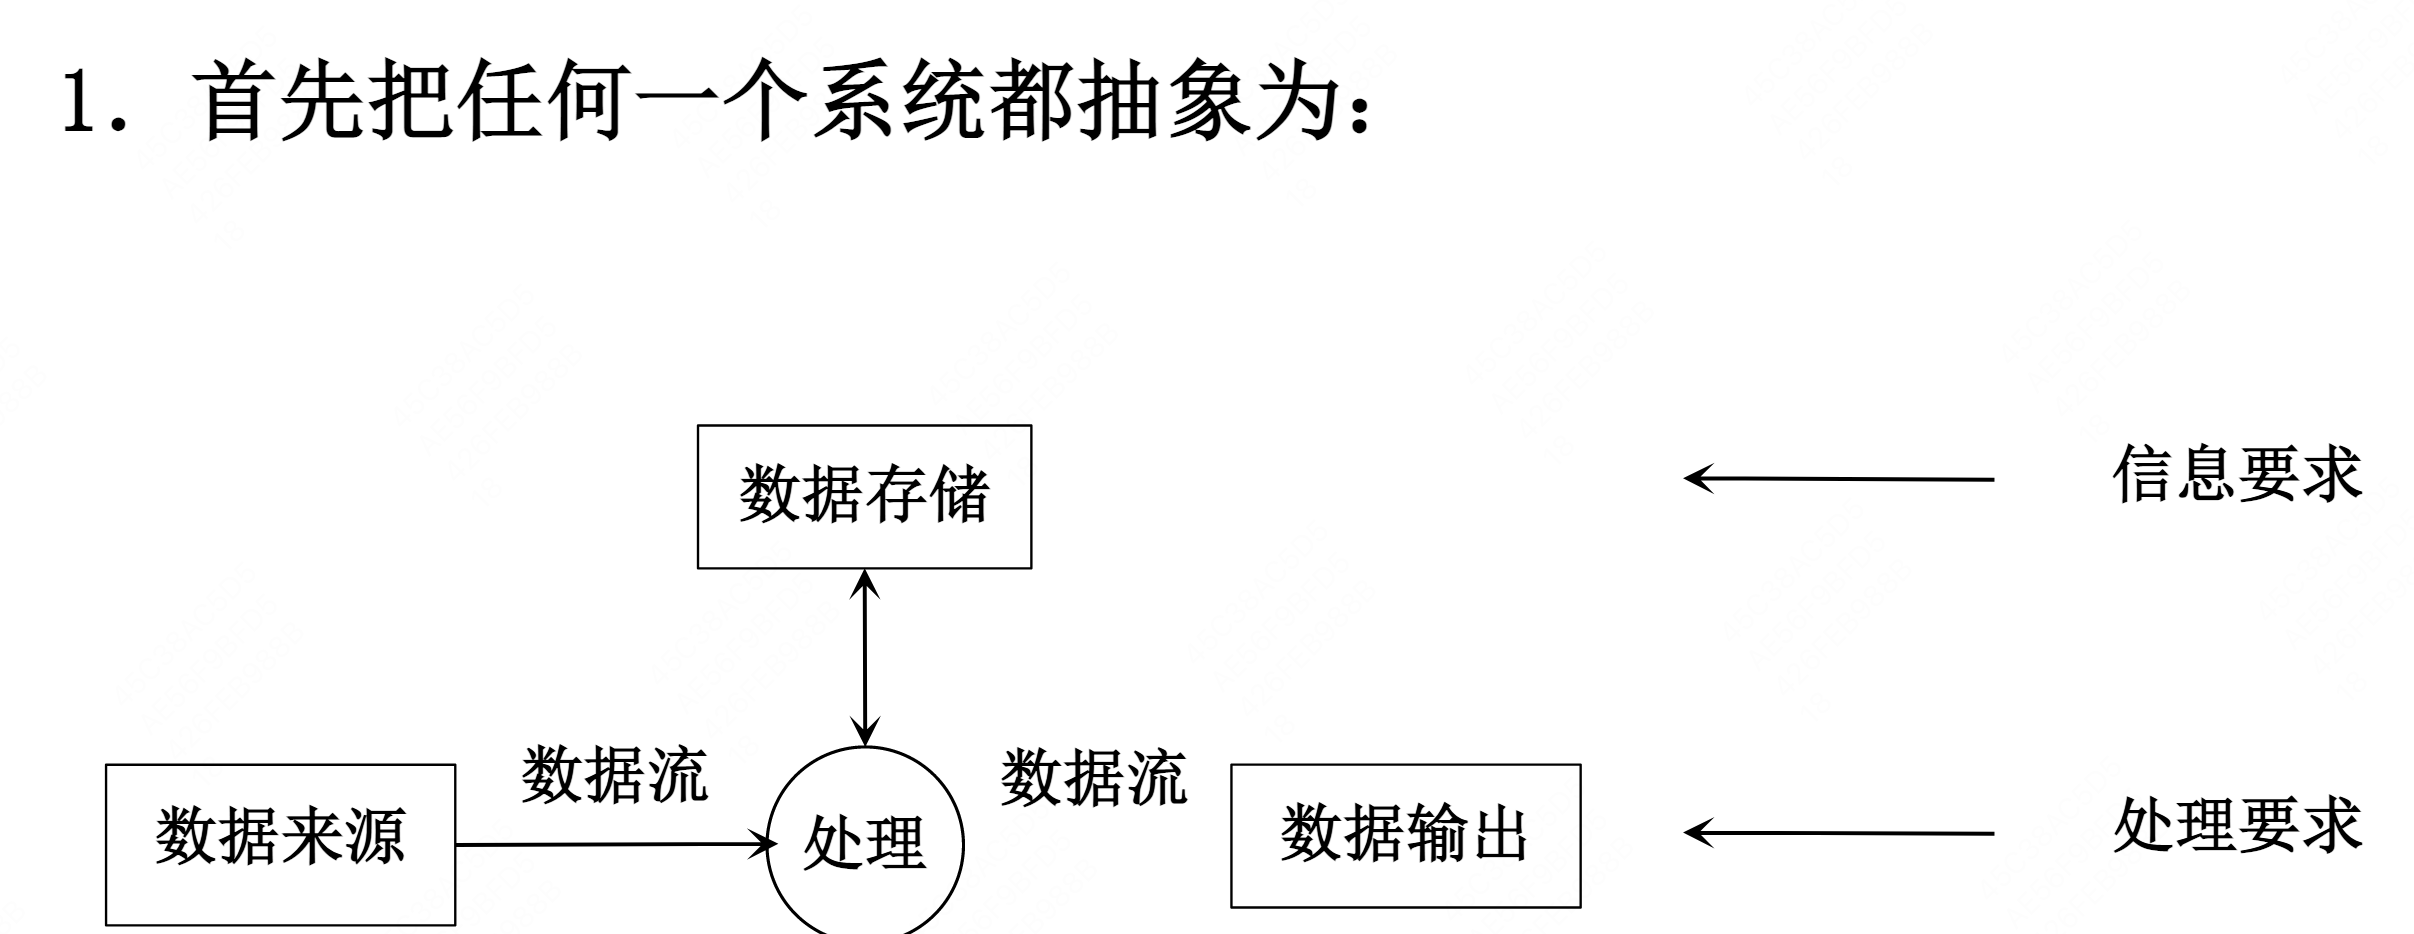 1. 首先把任何一个系统都抽象为：
数据存储
信息要求
数据流
数据流
数据来源
处理
数据输出
处理要求